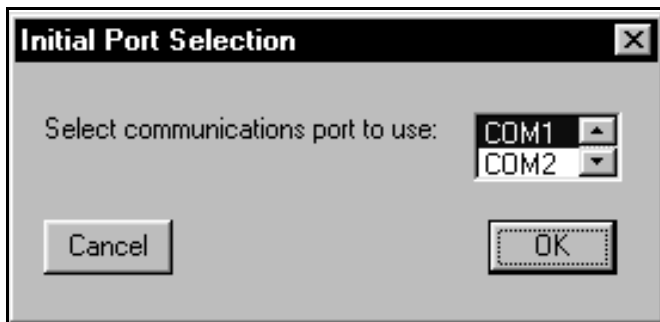 Initial Port Selection
Select communications port to use:
COM1
COM2
Cancel
OK